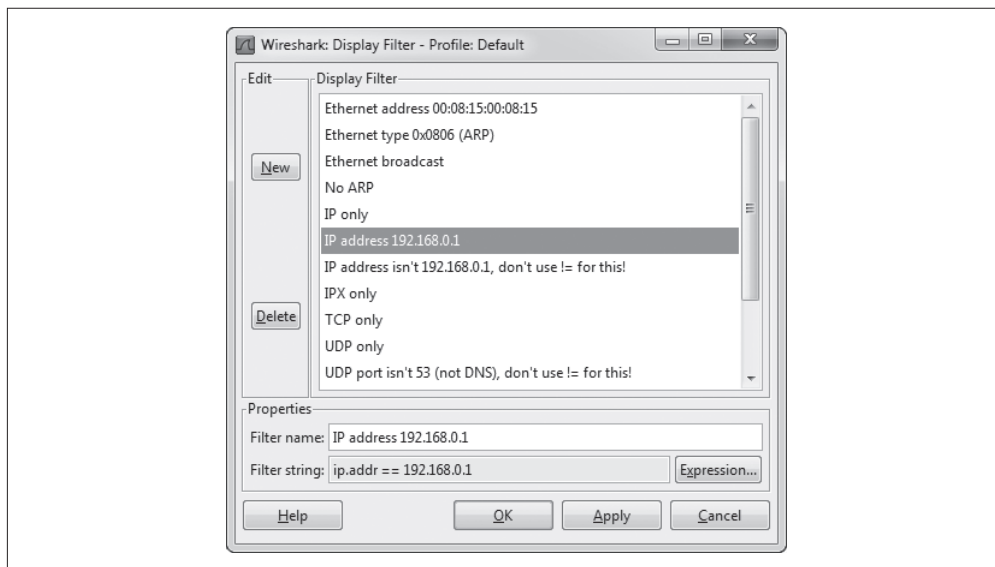 Wireshark: Display Filter - Profile: Default
Edit
Display Filter
New
Delete
Ethernet address 00:08:15:00:08:15
Ethernet type 0x0806 (ARP)
Ethernet broadcast
No ARP
IP only
IP address 192.168.0.1
IP address isn't 192.168.0.1, don't use != for this!
IPX only
TCP only
UDP only
UDP port isn't 53 (not DNS), don't use != for this!
Properties
Filter name: IP address 192.168.0.1
Filter string: ip.addr == 192.168.0.1 Expression...
Help OK Apply Cancel